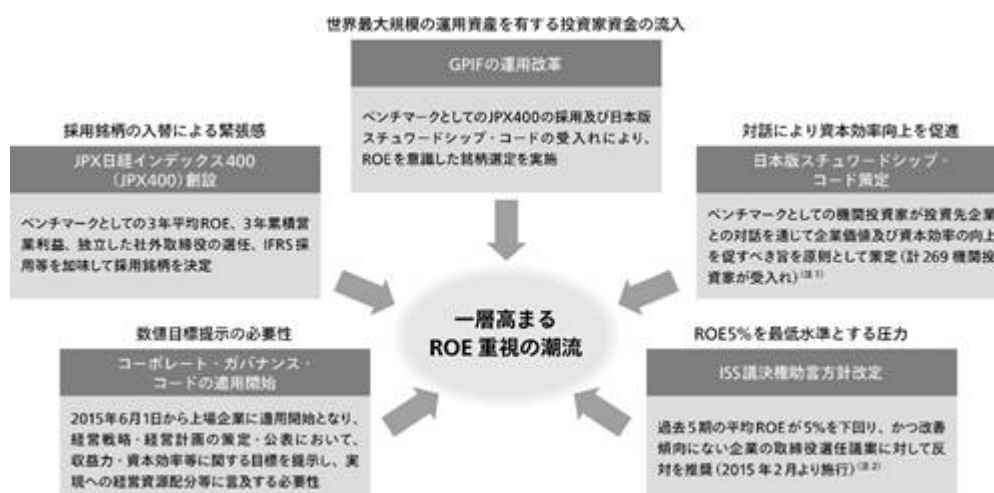 世界最大規模の運用資産を有する投資家資金の流入
GPIFの運用改革
ベンチマークとしてのJPX400の採用及び日本版
スチュワードシップ・コードの受入れにより、
ROEを意識した銘柄選定を実施
採用銘柄の入替による緊張感
JPX日経インデックス400
(JPX400)創設
ベンチマークとしての3年平均ROE、3年累積営
業利益、独立した社外取締役の選任、IFRS採
用等を加味して採用銘柄を決定
対話により資本効率向上を促進
日本版スチュワードシップ・
コード策定
ベンチマークとしての機関投資家が投資先企業
との対話を通じて企業価値及び資本効率の向上
を促すべき旨を原則として策定(計269機関投
資家が受入れ)(注1)
一層高まる
ROE 重視の潮流
数値目標提示の必要性
コーポレート・ガバナンス・
コードの適用開始
2015年6月1日から上場企業に適用開始となり、
経営戦略・経営計画の策定・公表において、
収益力・資本効率等に関する目標を提示し、実
現への経営資源配分等に言及する必要性
ROE5%を最低水準とする圧力
ISS議決権助言方針改定
過去5期の平均ROEが5%を下回り、かつ改善
傾向にない企業の取締役選任議案に対して反
対を推奨(2015年2月より施行)(注2)